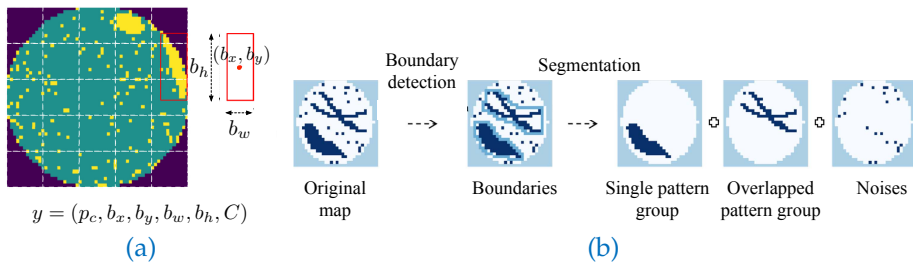 b_h
(b_x, b_y)
b_w
y = (p_c, b_x, b_y, b_w, b_h, C)
(a)
Boundary
detection
Segmentation
Original
map
Boundaries
Single pattern
group
Overlapped
pattern group
Noises
(b)